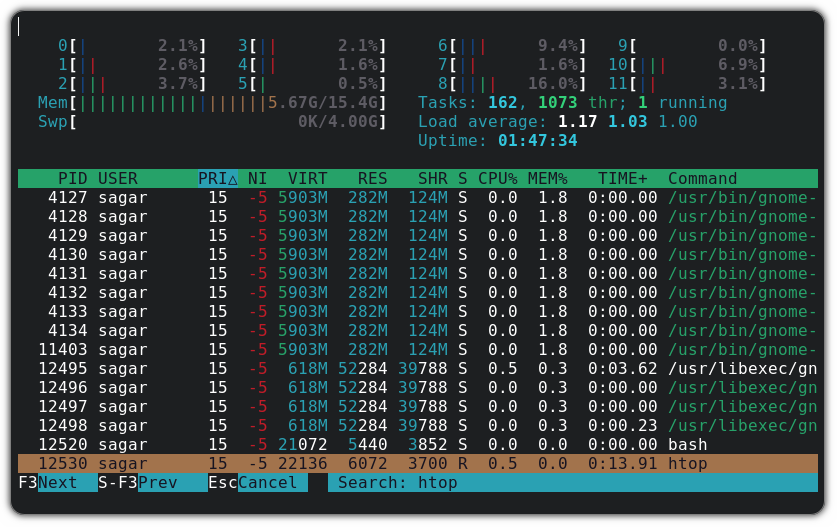 0[| 2.1%] 3[|| 2.1%] 6[||| 9.4%] 9[ 0.0%]
1[|| 2.6%] 4[|| 1.6%] 7[|| 1.6%] 10[||| 6.9%]
2[||| 3.7%] 5[| 0.5%] 8[|||| 16.0%] 11[|| 3.1%]
Mem[|||||||||||||||||||5.67G/15.4G] Tasks: 162, 1073 thr; 1 running
Swp[ 0K/4.00G] Load average: 1.17 1.03 1.00
Uptime: 01:47:34
PID USER PRI△ NI VIRT RES SHR S CPU% MEM% TIME+ Command
4127 sagar 15 -5 5903M 282M 124M S 0.0 1.8 0:00.00 /usr/bin/gnome-
4128 sagar 15 -5 5903M 282M 124M S 0.0 1.8 0:00.00 /usr/bin/gnome-
4129 sagar 15 -5 5903M 282M 124M S 0.0 1.8 0:00.00 /usr/bin/gnome-
4130 sagar 15 -5 5903M 282M 124M S 0.0 1.8 0:00.00 /usr/bin/gnome-
4131 sagar 15 -5 5903M 282M 124M S 0.0 1.8 0:00.00 /usr/bin/gnome-
4132 sagar 15 -5 5903M 282M 124M S 0.0 1.8 0:00.00 /usr/bin/gnome-
4133 sagar 15 -5 5903M 282M 124M S 0.0 1.8 0:00.00 /usr/bin/gnome-
4134 sagar 15 -5 5903M 282M 124M S 0.0 1.8 0:00.00 /usr/bin/gnome-
11403 sagar 15 -5 5903M 282M 124M S 0.0 1.8 0:00.00 /usr/bin/gnome-
12495 sagar 15 -5 618M 52284 39788 S 0.5 0.3 0:03.62 /usr/libexec/gn
12496 sagar 15 -5 618M 52284 39788 S 0.0 0.3 0:00.00 /usr/libexec/gn
12497 sagar 15 -5 618M 52284 39788 S 0.0 0.3 0:00.00 /usr/libexec/gn
12498 sagar 15 -5 618M 52284 39788 S 0.0 0.3 0:00.23 /usr/libexec/gn
12520 sagar 15 -5 21072 5440 3852 S 0.0 0.0 0:00.00 bash
12530 sagar 15 -5 22136 6072 3700 R 0.5 0.0 0:13.91 htop
F3Next S-F3Prev EscCancel Search: htop